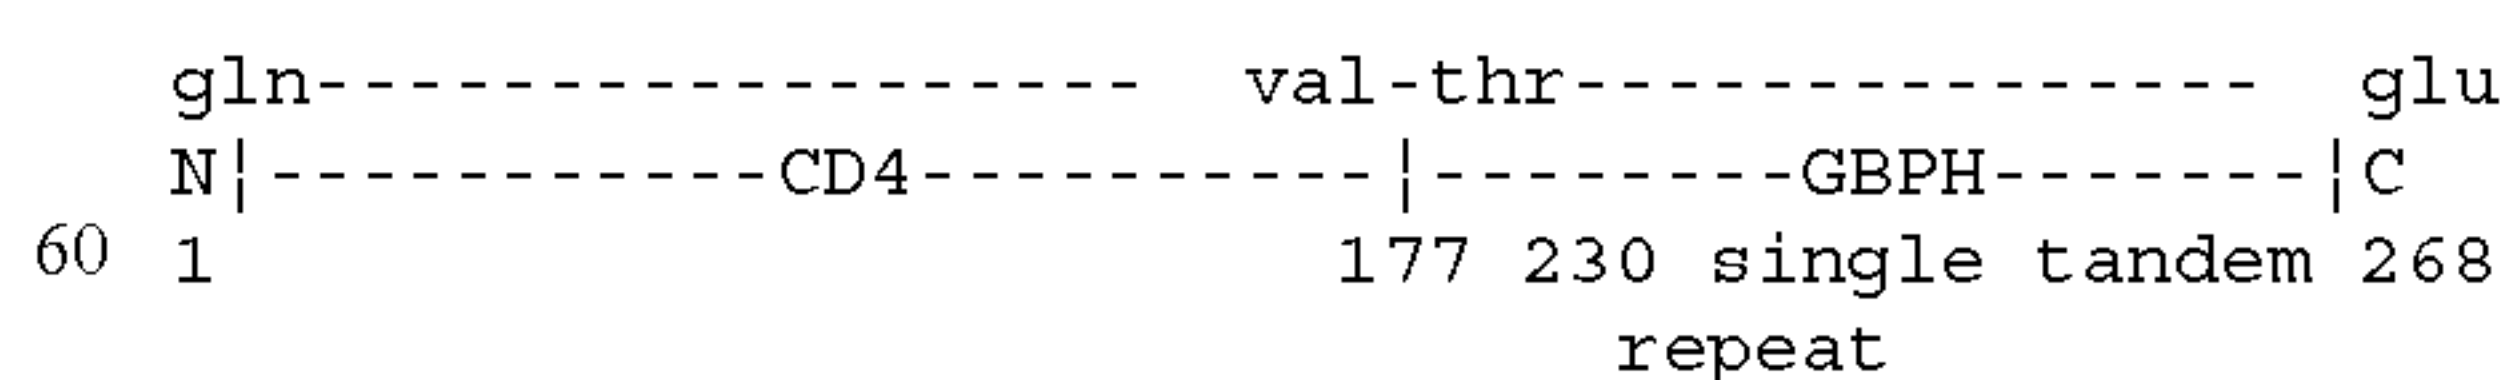 gln------------------ val-thr--------------- glu
N¦-----------CD4----------¦--------GBPH-------¦C
60 1 177 230 single tandem 268
repeat